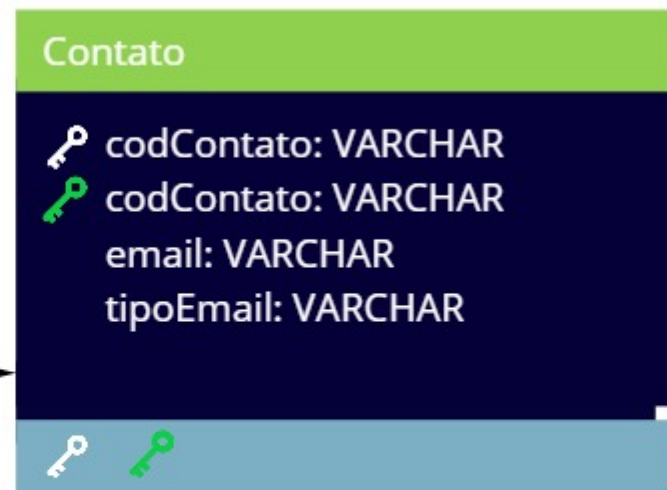 Contato
codContato: VARCHAR
codContato: VARCHAR
email: VARCHAR
tipoEmail: VARCHAR